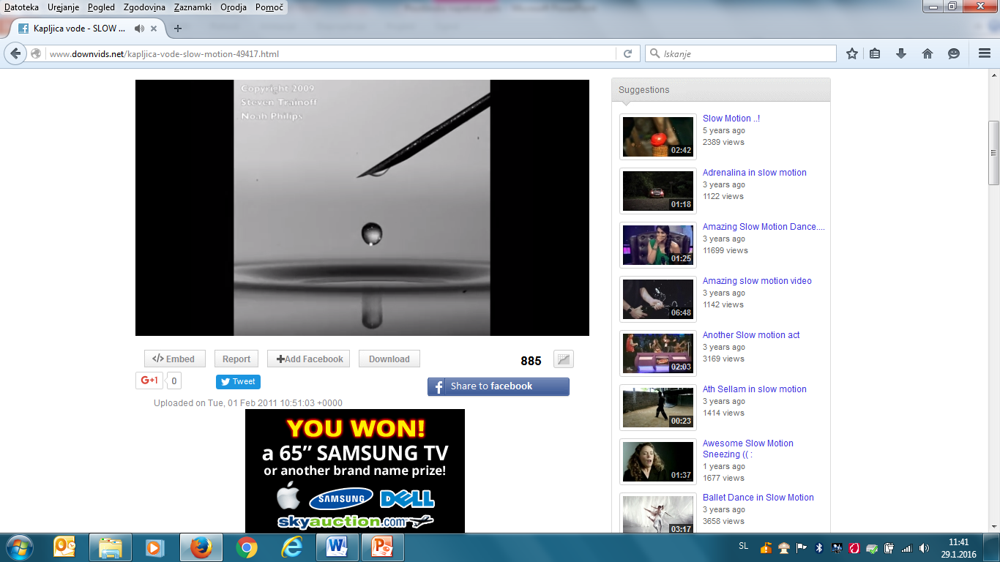 Datoteka Urejanje Pogled Zgodovina Zaznamki Orodja Pomoč
Kapljica vode - SLOW ...
www.downvids.net/kapljica-vode-slow-motion-49417.html
Iskanje
Copyright 2009
Steven Trainoff
Noah Philips
Embed Report Add Facebook Download 885
G+1 0 Tweet Share to facebook
Uploaded on Tue, 01 Feb 2011 10:51:03 +0000
YOU WON!
a 65” SAMSUNG TV
or another brand name prize!
SAMSUNG DELL
skyauction.com
Suggestions
02:42
Slow Motion ..!
5 years ago
2389 views
01:18
Adrenalina in slow motion
3 years ago
1122 views
01:25
Amazing Slow Motion Dance....
3 years ago
11699 views
06:48
Amazing slow motion video
3 years ago
1142 views
02:03
Another Slow motion act
3 years ago
3169 views
00:23
Ath Sellam in slow motion
3 years ago
1414 views
01:37
Awesome Slow Motion
Sneezing (( :
1 years ago
1677 views
03:17
Ballet Dance in Slow Motion
3 years ago
3658 views
SL
11:41
29.1.2016